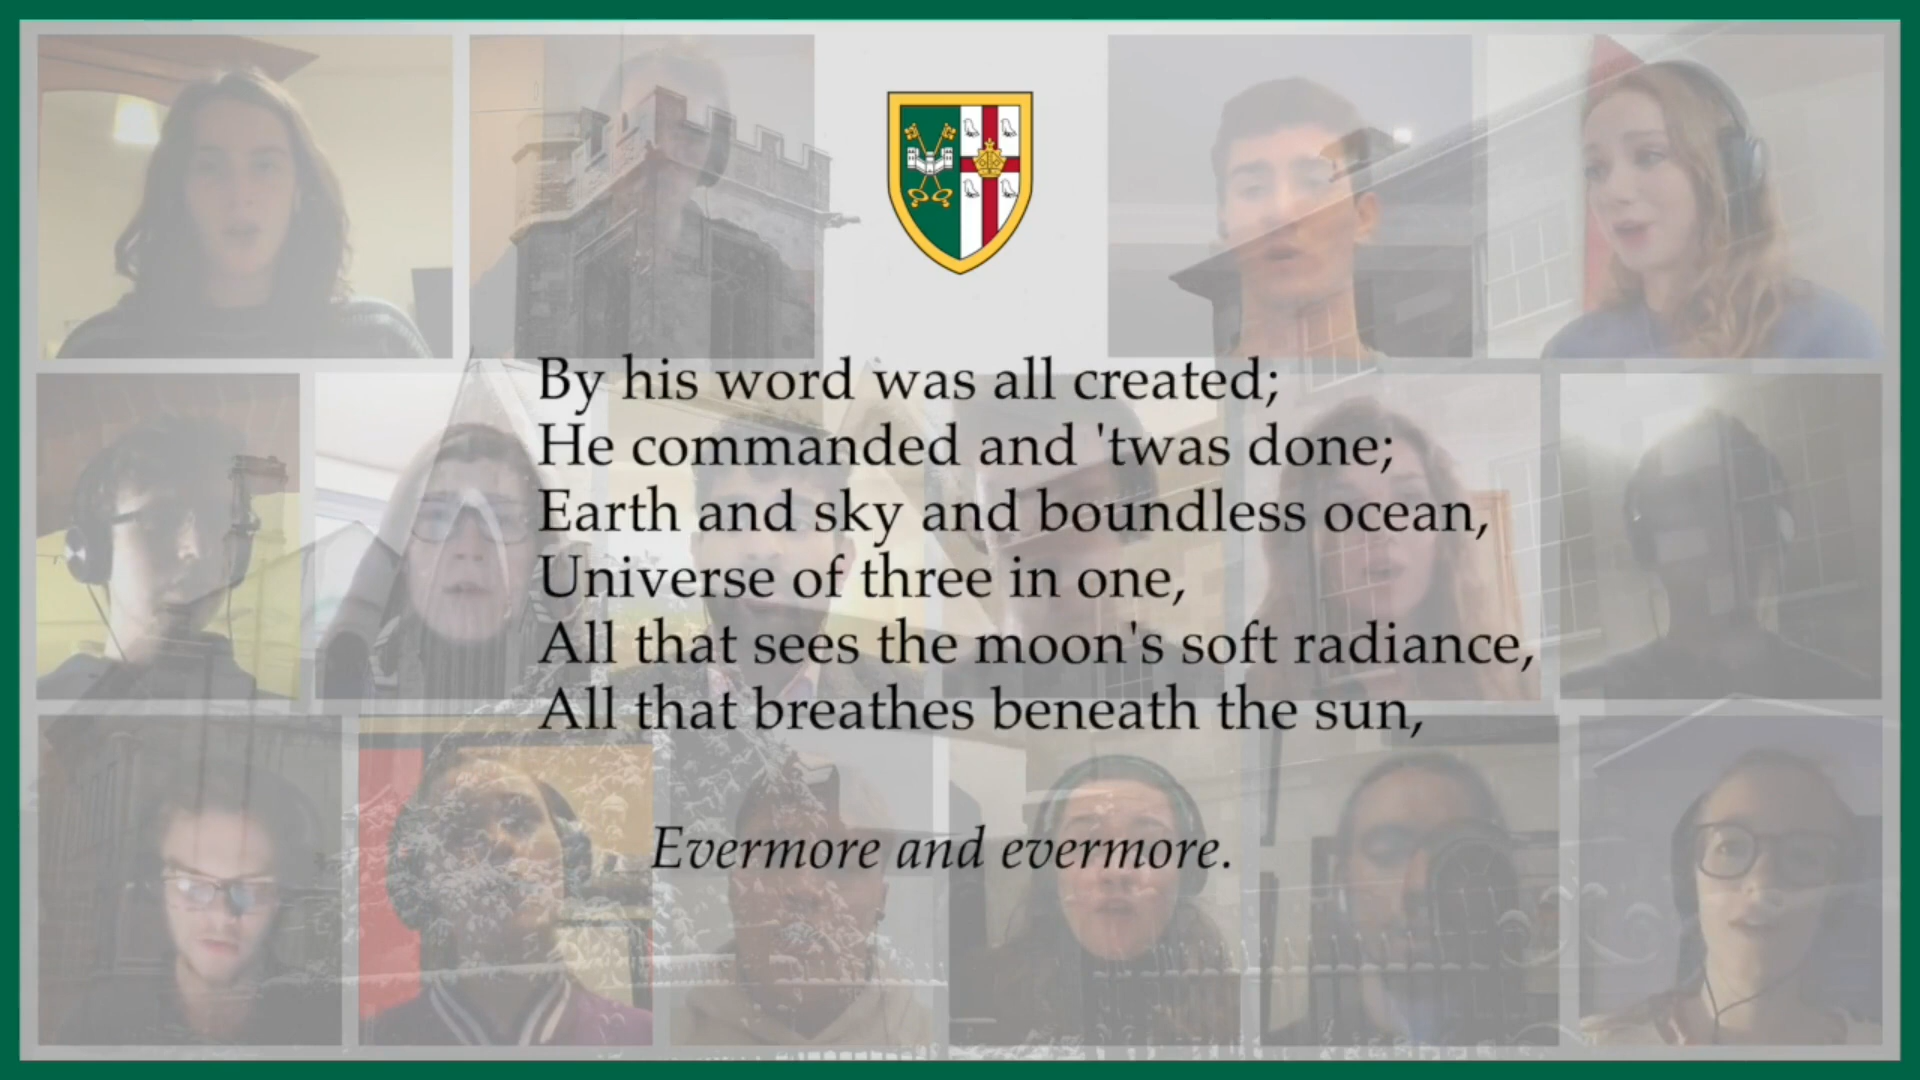 By his word was all created;
He commanded and 'twas done;
Earth and sky and boundless ocean,
Universe of three in one,
All that sees the moon's soft radiance,
All that breathes beneath the sun,
Evermore and evermore.